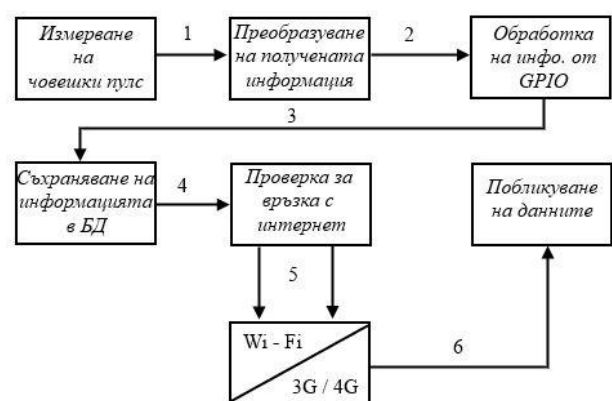 Измерване
на
човешки пулс
1
Преобразуване
на получената
информация
2
Обработка
на инфо. от
GPIO
3
Съхраняване на
информацията
в БД
4
Проверка за
връзка с
интернет
Побликуване
на данните
5
Wi - Fi
3G / 4G
6